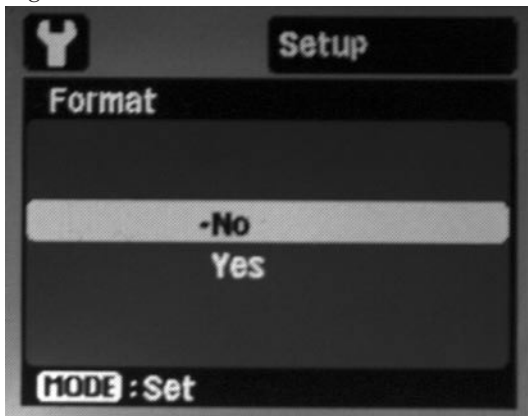 Setup
Format
-No
Yes
MODE :Set